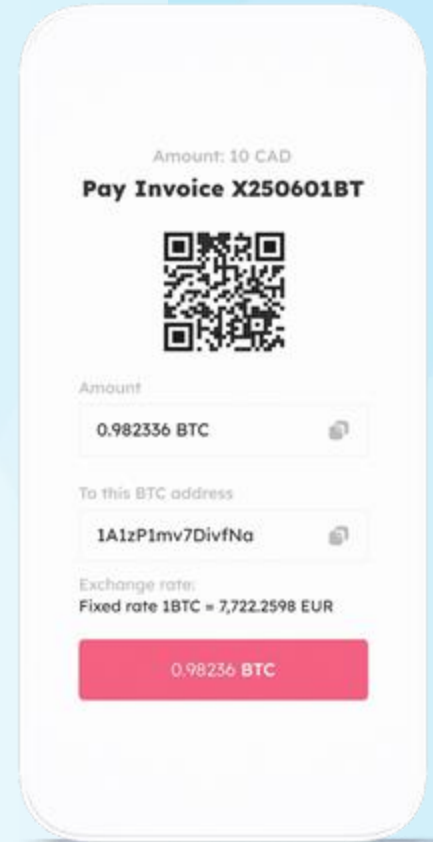 Amount: 10 CAD
Pay Invoice X250601BT
Amount
0.982336 BTC
To this BTC address
1A1zP1mv7DivfNa
Exchange rate:
Fixed rate 1BTC = 7,722.2598 EUR
0.98236 BTC